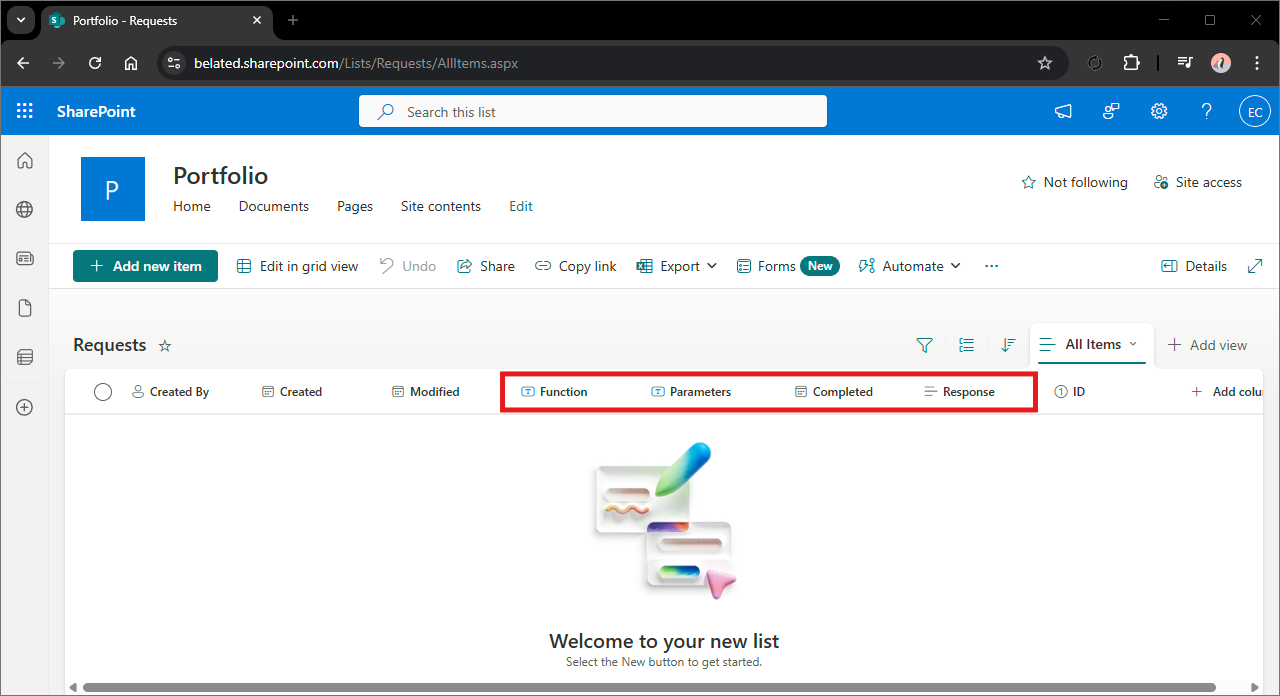 Portfolio - Requests
belated.sharepoint.com/Lists/Requests/AllItems.aspx
SharePoint
Search this list
EC
P
Portfolio
Not following
Site access
Home Documents Pages Site contents Edit
Add new item
Edit in grid view
Undo
Share
Copy link
Export
Forms New
Automate
Details
Requests
All Items
Add view
Created By Created Modified Function Parameters Completed Response ID Add colu
Welcome to your new list
Select the New button to get started.